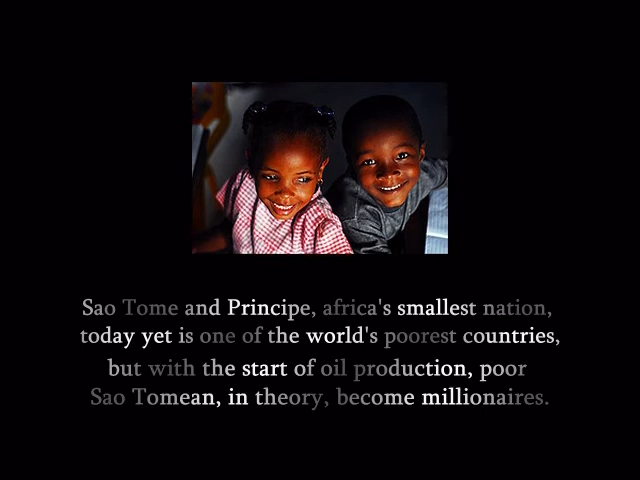 Sao Tome and Principe, africa's smallest nation,
today yet is one of the world's poorest countries,
but with the start of oil production, poor
Sao Tomean, in theory, become millionaires.